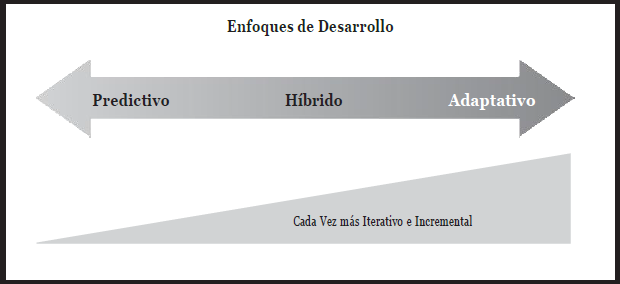 Enfoques de Desarrollo
Predictivo
Híbrido
Adaptativo
Cada Vez más Iterativo e Incremental